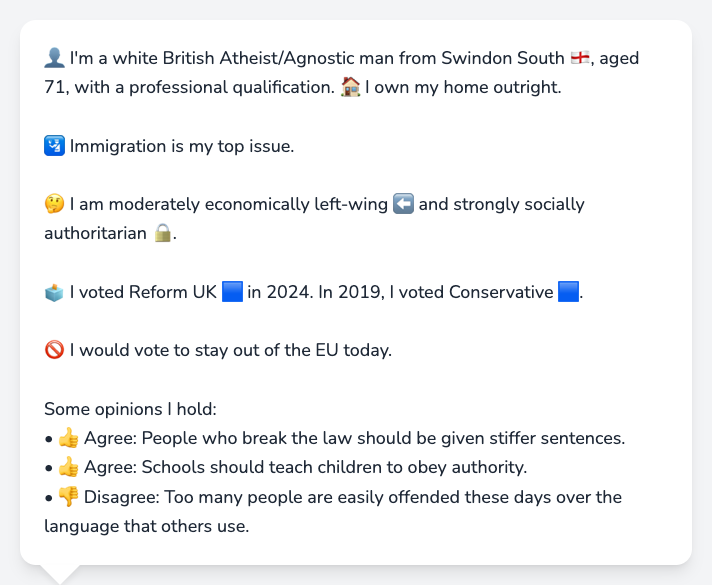 👤 I'm a white British Atheist/Agnostic man from Swindon South 🏴󠁧󠁢󠁥󠁮󠁧󠁿, aged
71, with a professional qualification. 🏠 I own my home outright.
🛂 Immigration is my top issue.
🤔 I am moderately economically left-wing ⬅️ and strongly socially
authoritarian 🔒.
🗳️ I voted Reform UK 🟦 in 2024. In 2019, I voted Conservative 🟦.
🚫 I would vote to stay out of the EU today.
Some opinions I hold:
• 👍 Agree: People who break the law should be given stiffer sentences.
• 👍 Agree: Schools should teach children to obey authority.
• 👎 Disagree: Too many people are easily offended these days over the
language that others use.